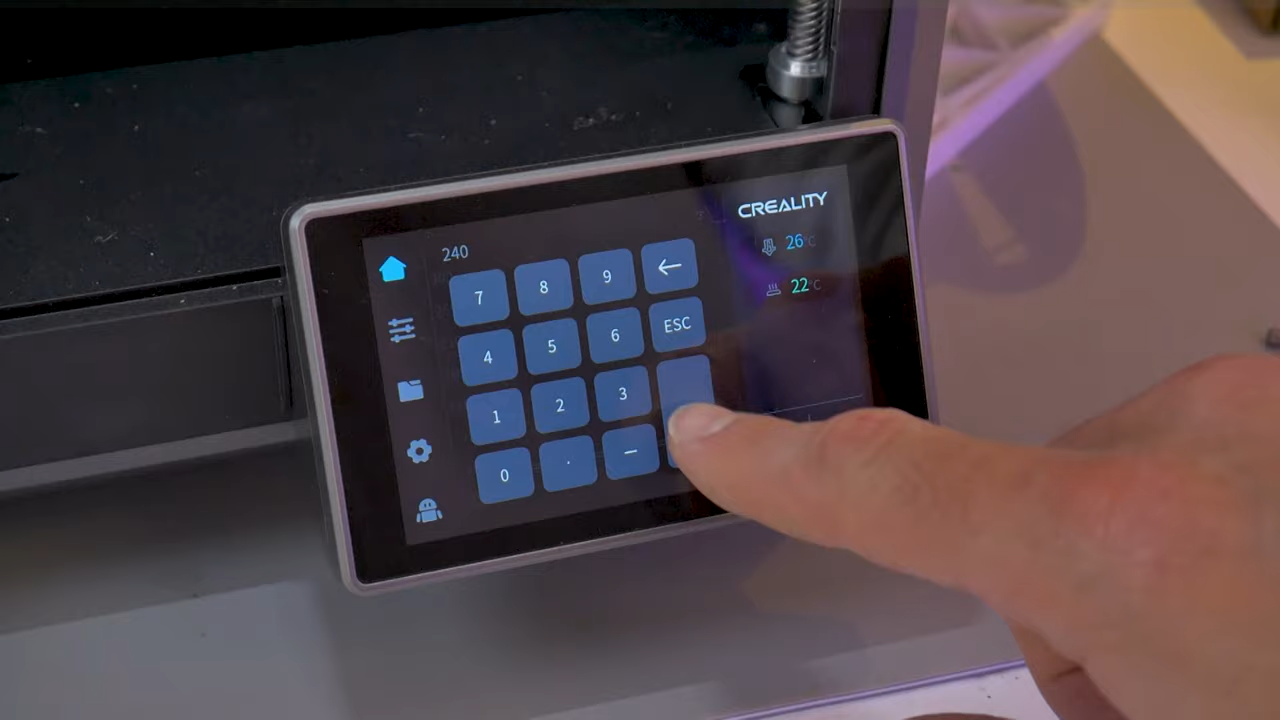 CREALITY
240
26°C
22°C
7 8 9 ←
4 5 6 ESC
1 2 3
0 . –